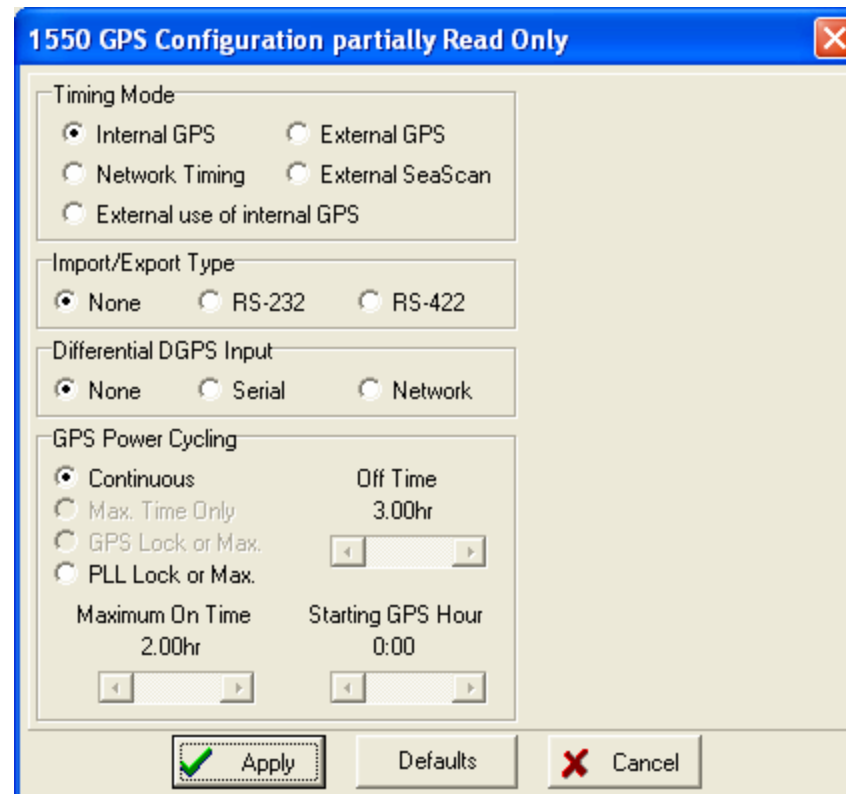 1550 GPS Configuration partially Read Only
Timing Mode
Internal GPS External GPS
Network Timing External SeaScan
External use of internal GPS
Import/Export Type
None RS-232 RS-422
Differential DGPS Input
None Serial Network
GPS Power Cycling
Continuous Off Time
Max. Time Only 3.00hr
GPS Lock or Max.
PLL Lock or Max.
Maximum On Time Starting GPS Hour
2.00hr 0:00
Apply Defaults Cancel